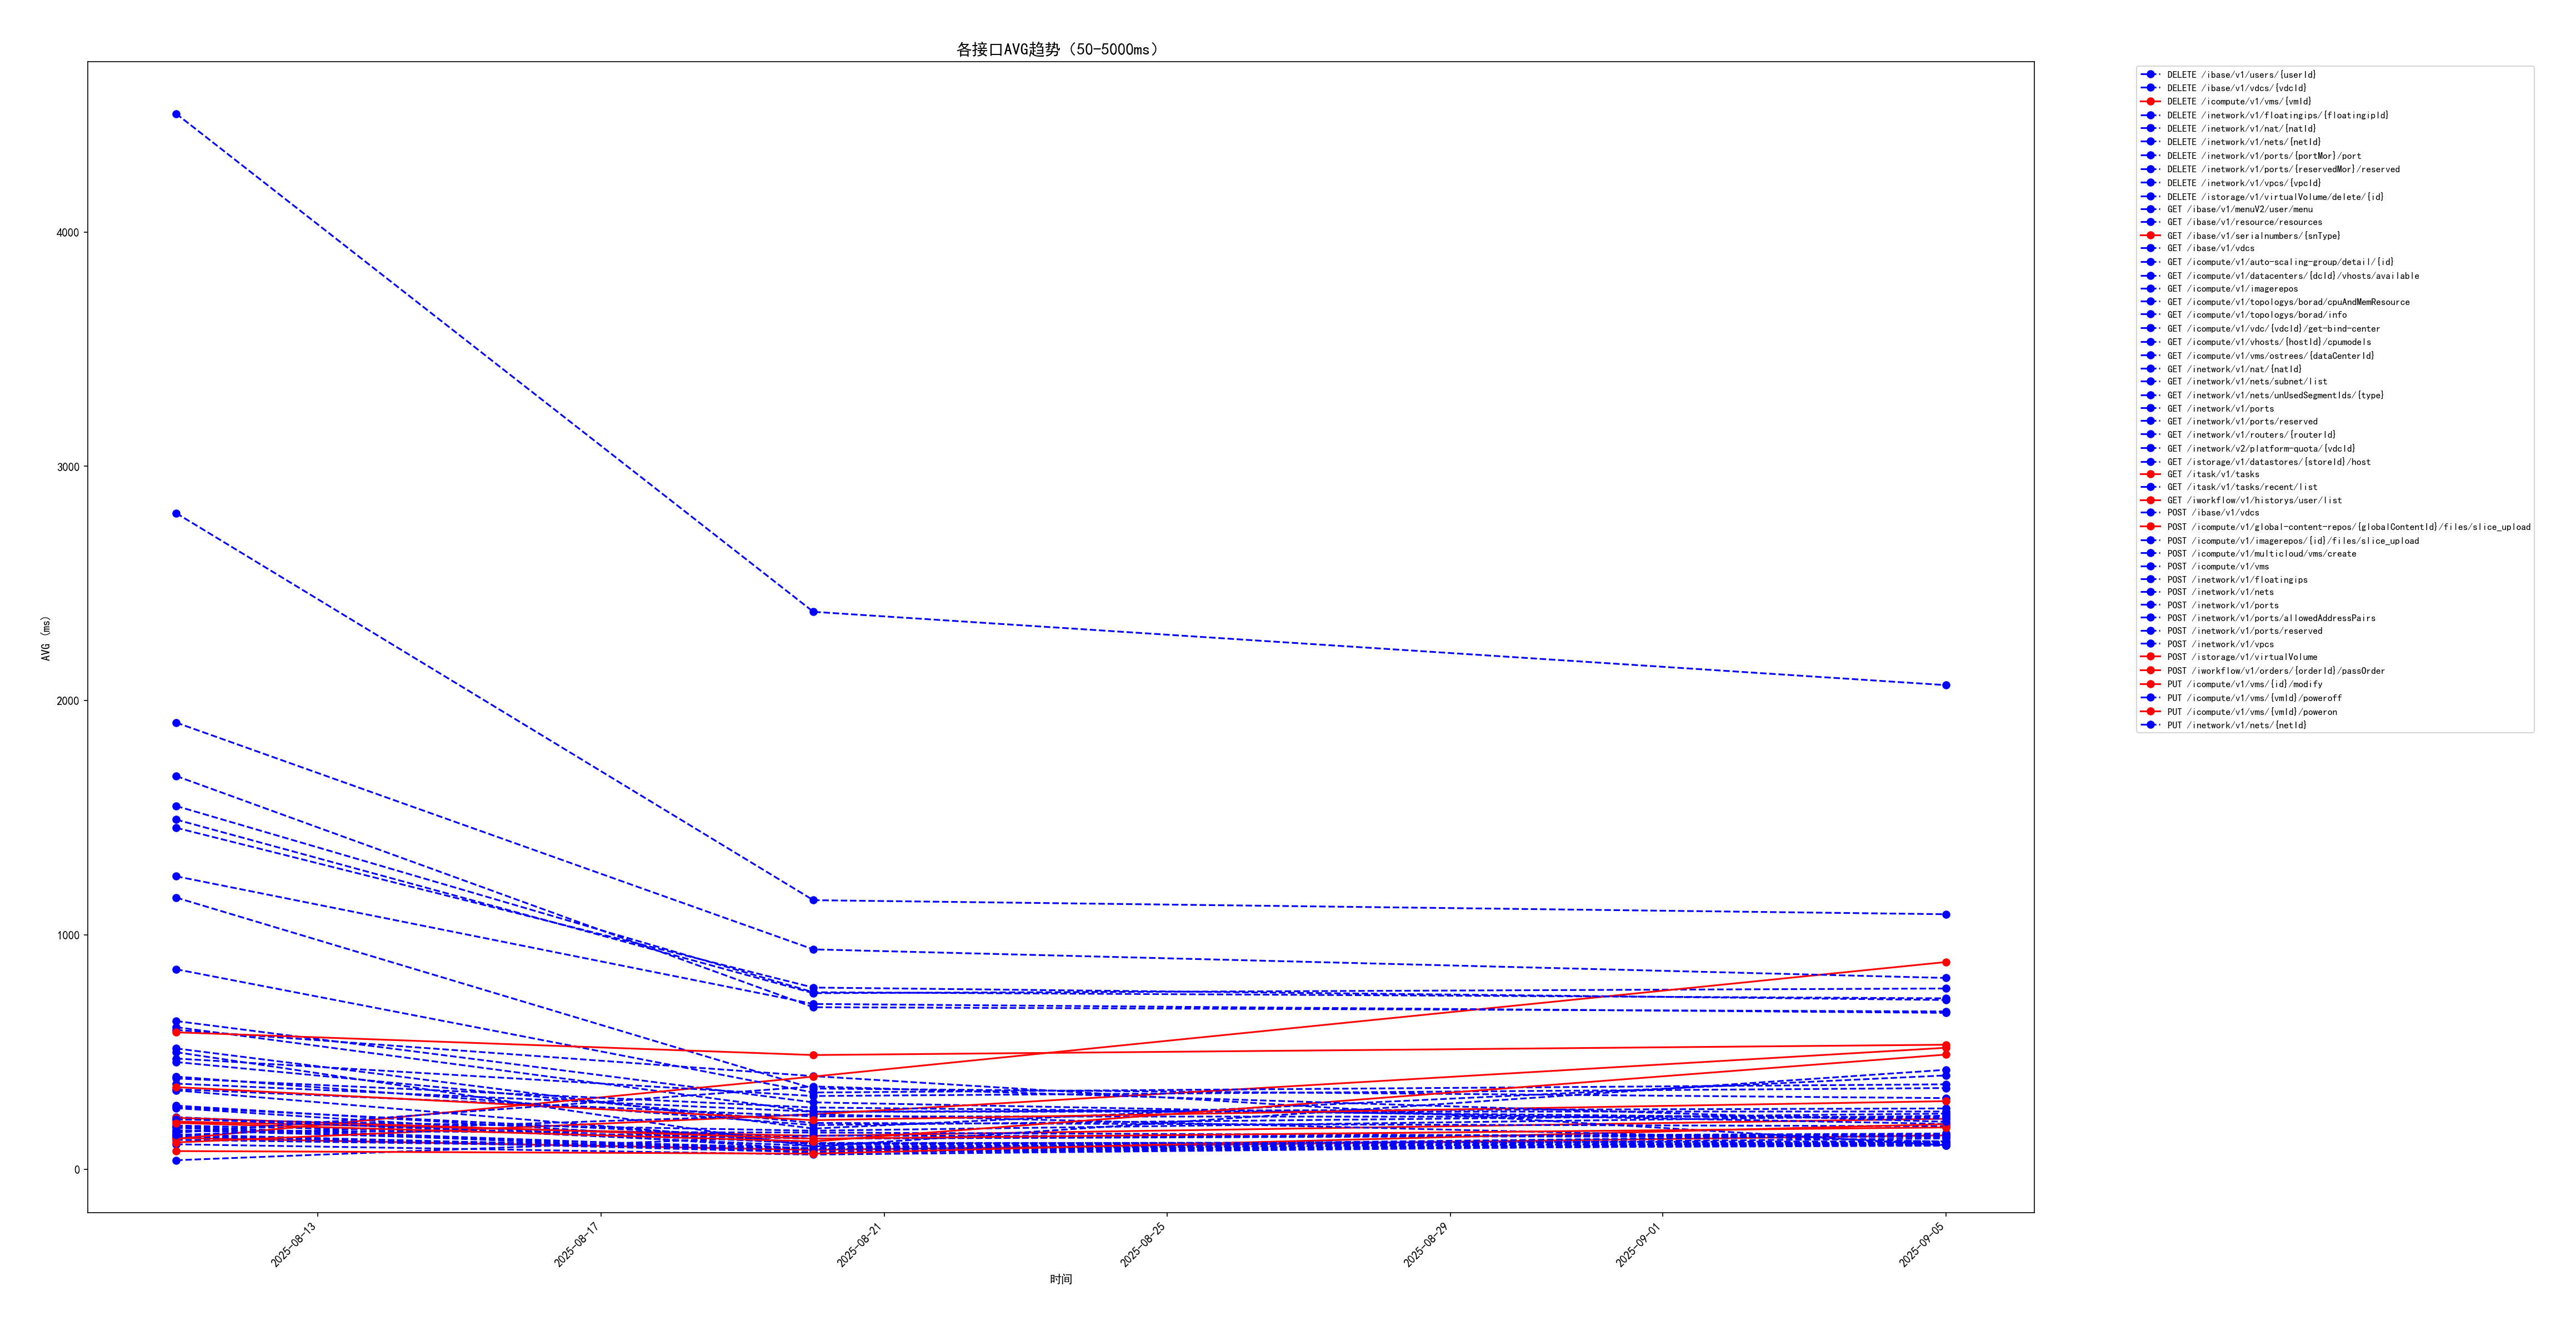 各接口AVG趋势（50-5000ms）
AVG (ms)
4000
3000
2000
1000
0
2025-08-13
2025-08-17
2025-08-21
2025-08-25
2025-08-29
2025-09-01
2025-09-05
时间
DELETE /ibase/v1/users/{userId}
DELETE /ibase/v1/vdcs/{vdcId}
DELETE /icompute/v1/vms/{vmId}
DELETE /inetwork/v1/floatingips/{floatingipId}
DELETE /inetwork/v1/nat/{natId}
DELETE /inetwork/v1/nets/{netId}
DELETE /inetwork/v1/ports/{portMor}/port
DELETE /inetwork/v1/ports/{reservedMor}/reserved
DELETE /inetwork/v1/vpcs/{vpcId}
DELETE /istorage/v1/virtualVolume/delete/{id}
GET /ibase/v1/menuV2/user/menu
GET /ibase/v1/resource/resources
GET /ibase/v1/serialnumbers/{snType}
GET /ibase/v1/vdcs
GET /icompute/v1/auto-scaling-group/detail/{id}
GET /icompute/v1/datacenters/{dcId}/vhosts/available
GET /icompute/v1/imagerepos
GET /icompute/v1/topologys/borad/cpuAndMemResource
GET /icompute/v1/topologys/borad/info
GET /icompute/v1/vdc/{vdcId}/get-bind-center
GET /icompute/v1/vhosts/{hostId}/cpumodels
GET /icompute/v1/vms/ostrees/{dataCenterId}
GET /inetwork/v1/nat/{natId}
GET /inetwork/v1/nets/subnet/list
GET /inetwork/v1/nets/unUsedSegmentIds/{type}
GET /inetwork/v1/ports
GET /inetwork/v1/ports/reserved
GET /inetwork/v1/routers/{routerId}
GET /inetwork/v2/platform-quota/{vdcId}
GET /istorage/v1/datastores/{storeId}/host
GET /itask/v1/tasks
GET /itask/v1/tasks/recent/list
GET /iworkflow/v1/historys/user/list
POST /ibase/v1/vdcs
POST /icompute/v1/global-content-repos/{globalContentId}/files/slice_upload
POST /icompute/v1/imagerepos/{id}/files/slice_upload
POST /icompute/v1/multicloud/vms/create
POST /icompute/v1/vms
POST /inetwork/v1/floatingips
POST /inetwork/v1/nets
POST /inetwork/v1/ports
POST /inetwork/v1/ports/allowedAddressPairs
POST /inetwork/v1/ports/reserved
POST /inetwork/v1/vpcs
POST /istorage/v1/virtualVolume
POST /iworkflow/v1/orders/{orderId}/passOrder
PUT /icompute/v1/vms/{id}/modify
PUT /icompute/v1/vms/{vmId}/poweroff
PUT /icompute/v1/vms/{vmId}/poweron
PUT /inetwork/v1/nets/{netId}